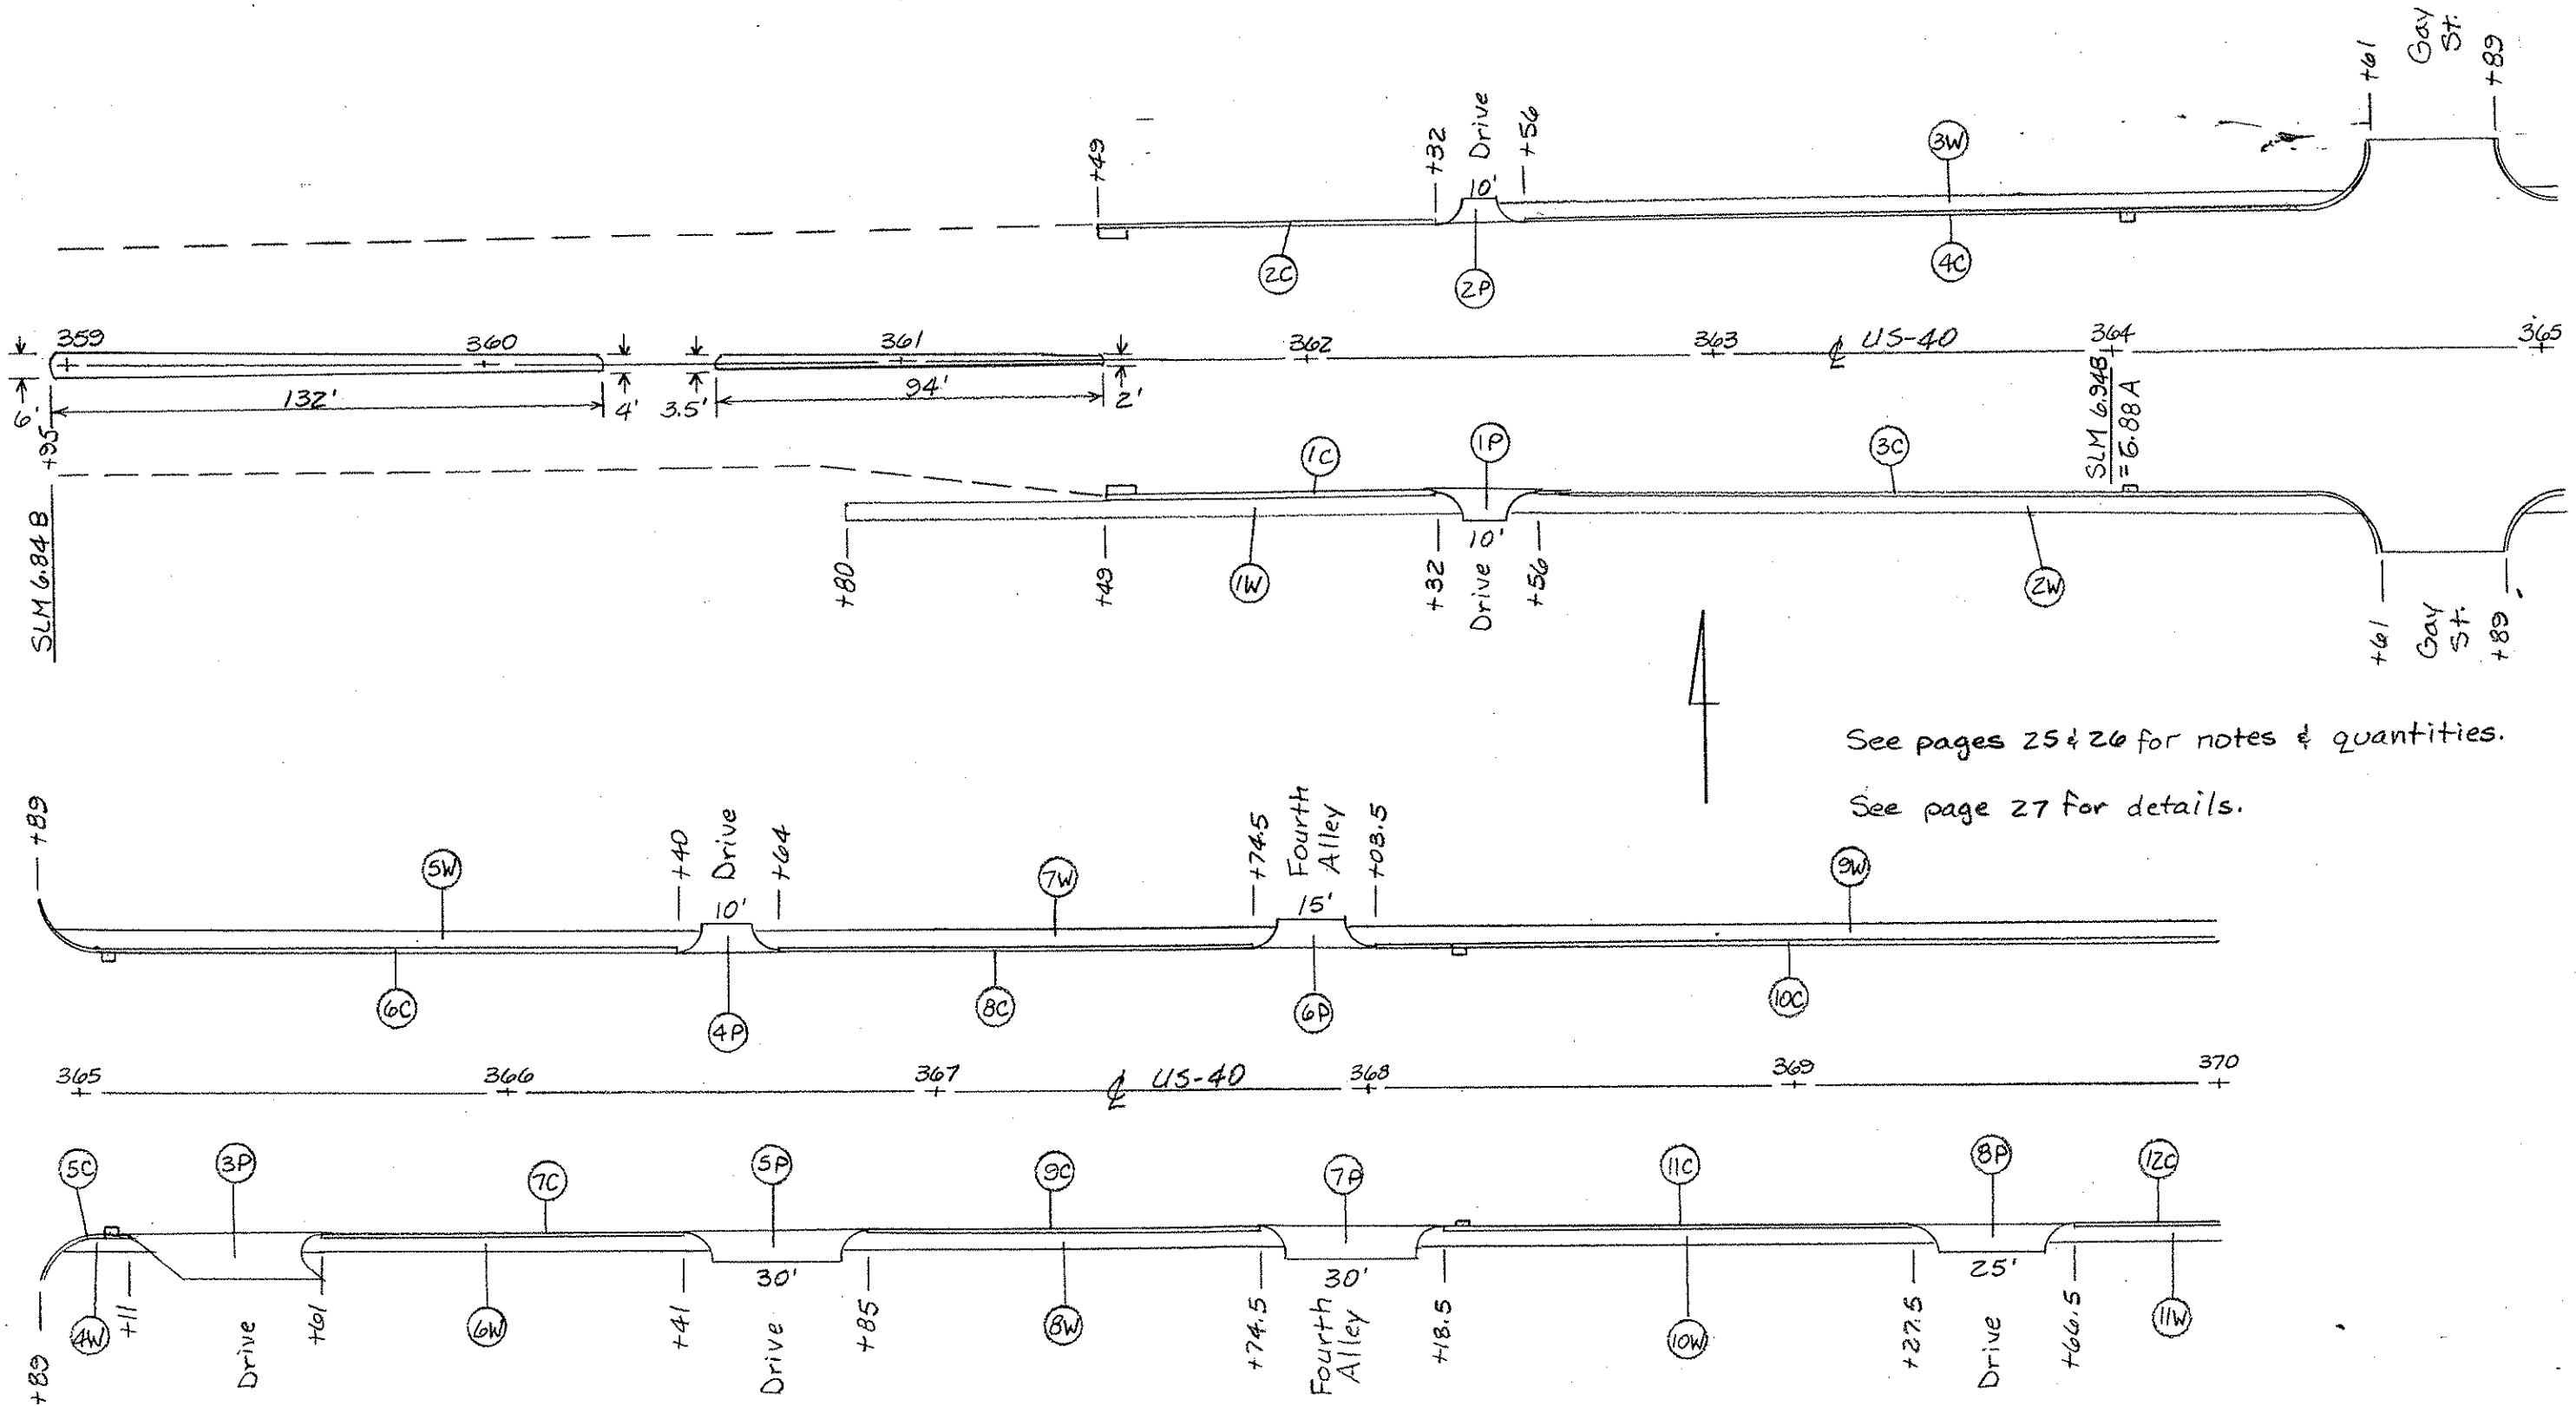 +61
Gay
St.
+89
+49
+32
Drive
+56
10'
3W
2C
2P
4C
359
360
361
362
363
℄ US-40
364
365
6'
132'
4'
3.5'
94'
2'
+95
SLM 6.84 B
SLM 6.94B
= 6.88 A
1C
1P
3C
+80
+49
1W
+32
10'
Drive
+56
2W
+61
Gay
St.
+89
See pages 25 & 26 for notes & quantities.
See page 27 for details.
+89
5W
+40
Drive
10'
+64
7W
+74.5
Fourth
Alley
15'
+03.5
9W
6C
4P
8C
6P
10C
365
366
367
℄ US-40
368
369
370
5C
3P
7C
5P
9C
7P
11C
8P
12C
+89
4W
+11
Drive
+61
6W
+41
30'
Drive
+85
8W
+74.5
30'
Fourth
Alley
+18.5
10W
+27.5
25'
Drive
+66.5
11W